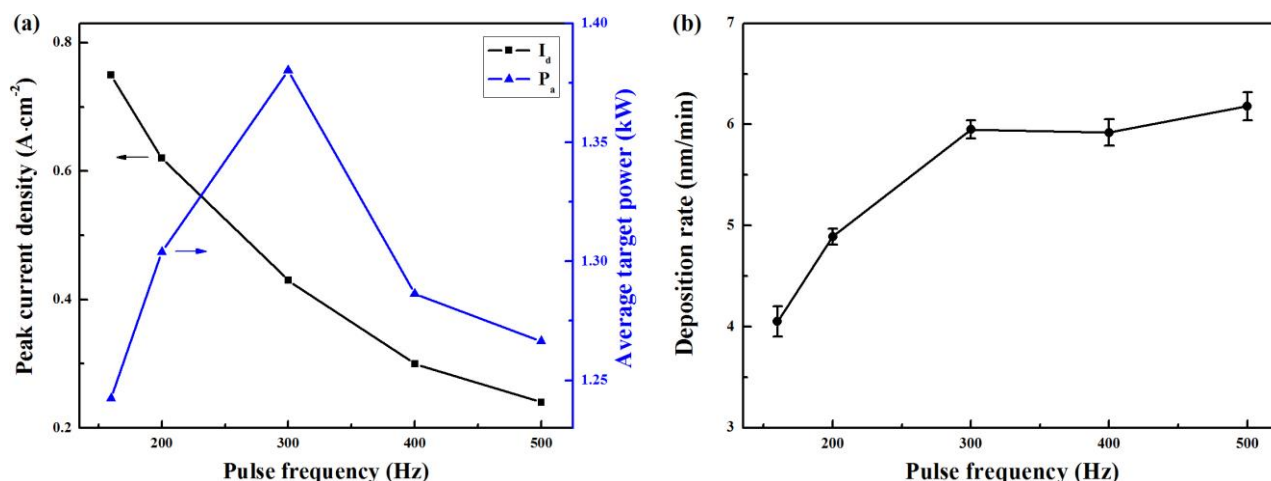 (a)
Peak current density (A·cm⁻²)
0.8
0.6
0.4
0.2
I_d
P_a
1.40
1.35
1.30
1.25
Average target power (kW)
200 300 400 500
Pulse frequency (Hz)
(b)
Deposition rate (nm/min)
7
6
5
4
3
200 300 400 500
Pulse frequency (Hz)